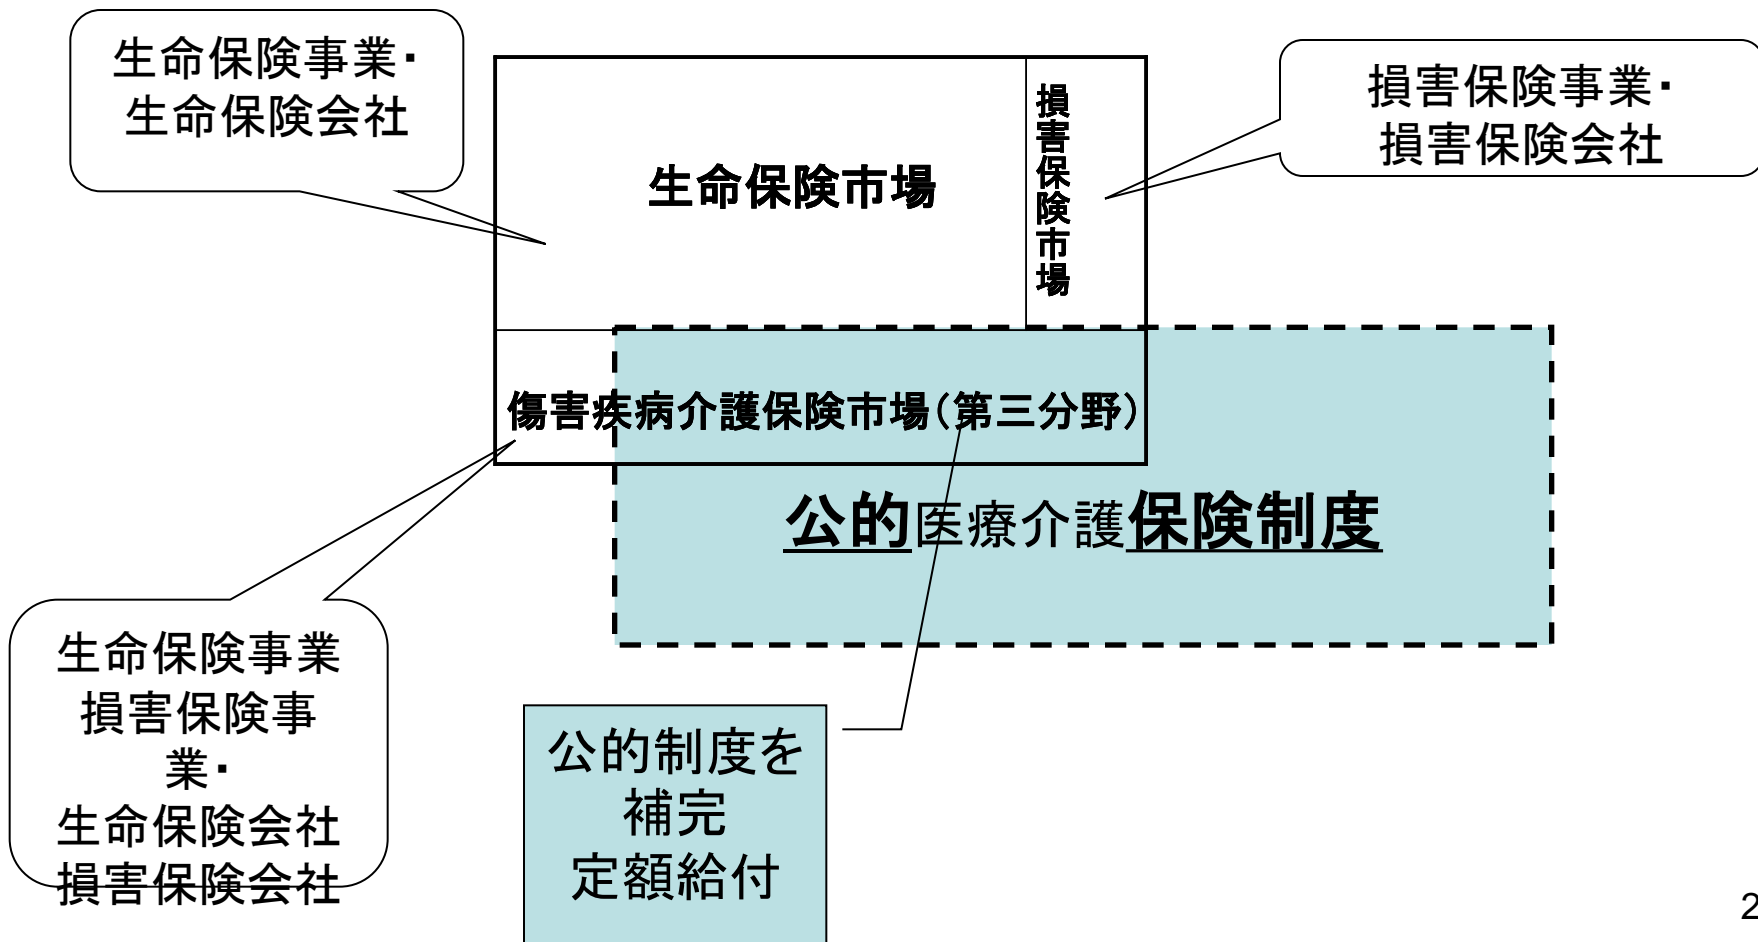 生命保険事業・
生命保険会社
損害保険事業・
損害保険会社
生命保険市場
損害保険市場
傷害疾病介護保険市場（第三分野）
公的医療介護保険制度
生命保険事業
損害保険事
業・
生命保険会社
損害保険会社
公的制度を
補完
定額給付
2